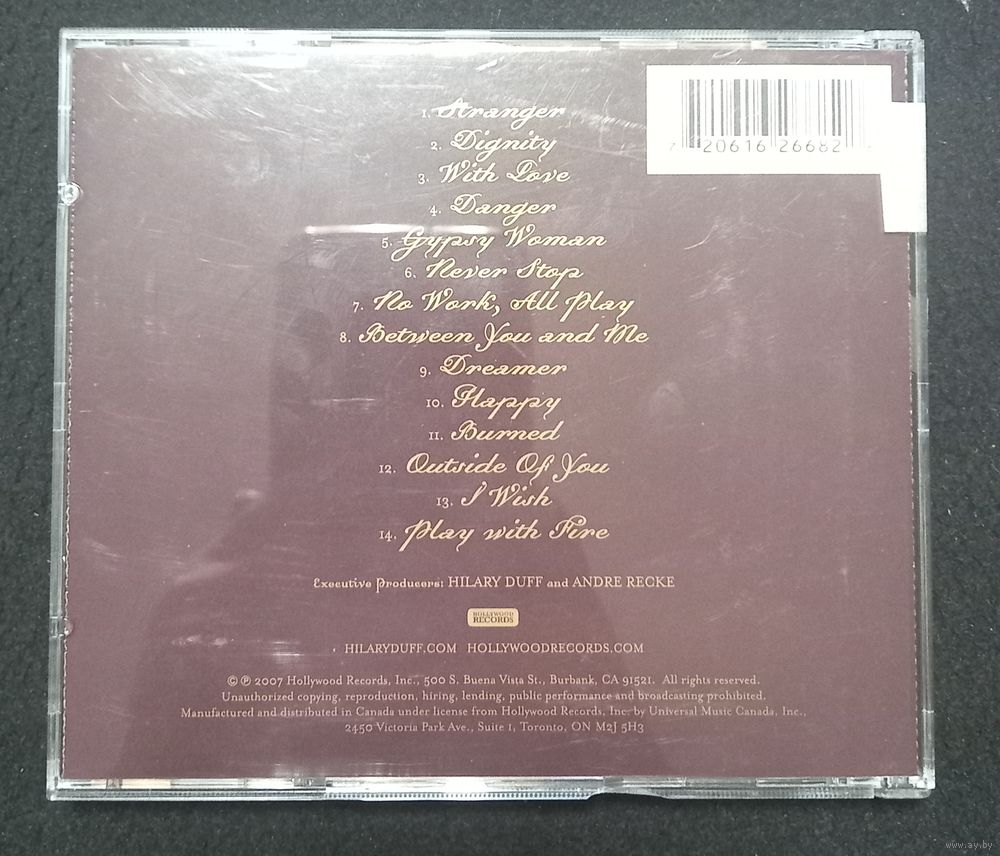 1. Stranger
2. Dignity
3. With Love
4. Danger
5. Gypsy Woman
6. Never Stop
7. No Work, All Play
8. Between You and Me
9. Dreamer
10. Happy
11. Burned
12. Outside Of You
13. I Wish
14. Play with Fire
7 20616 26682
Executive Producers: HILARY DUFF and ANDRE RECKE
HOLLYWOOD
RECORDS
HILARYDUFF.COM HOLLYWOODRECORDS.COM
© ℗ 2007 Hollywood Records, Inc., 500 S. Buena Vista St., Burbank, CA 91521. All rights reserved.
Unauthorized copying, reproduction, hiring, lending, public performance and broadcasting prohibited.
Manufactured and distributed in Canada under license from Hollywood Records, Inc. by Universal Music Canada, Inc.,
2450 Victoria Park Ave., Suite 1, Toronto, ON M2J 5H3
www.ay.by